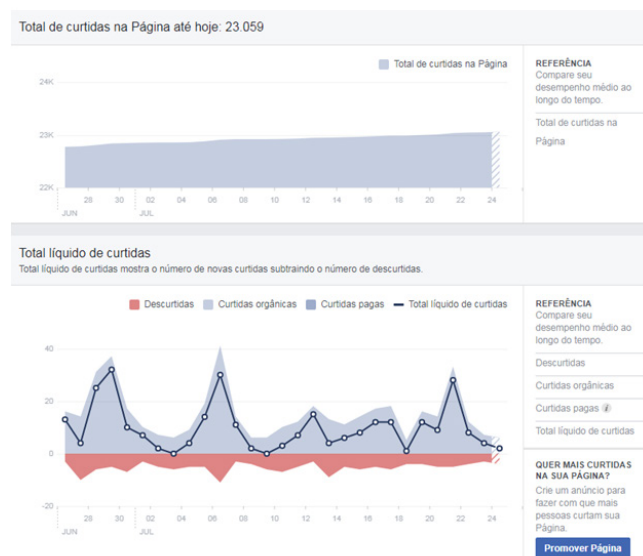 Total de curtidas na Página até hoje: 23.059
Total de curtidas na Página
24K
23K
22K
28
30
02
04
06
08
10
12
14
16
18
20
22
24
JUN
JUL
REFERÊNCIA
Compare seu
desempenho médio ao
longo do tempo.
Total de curtidas na
Página
Total líquido de curtidas
Total líquido de curtidas mostra o número de novas curtidas subtraindo o número de descurtidas.
Descurtidas
Curtidas orgânicas
Curtidas pagas
Total líquido de curtidas
40
20
0
-20
28
30
02
04
06
08
10
12
14
16
18
20
22
24
JUN
JUL
REFERÊNCIA
Compare seu
desempenho médio ao
longo do tempo.
Descurtidas
Curtidas orgânicas
Curtidas pagas i
Total líquido de curtidas
QUER MAIS CURTIDAS
NA SUA PÁGINA?
Crie um anúncio para
fazer com que mais
pessoas curtam sua
Página.
Promover Página